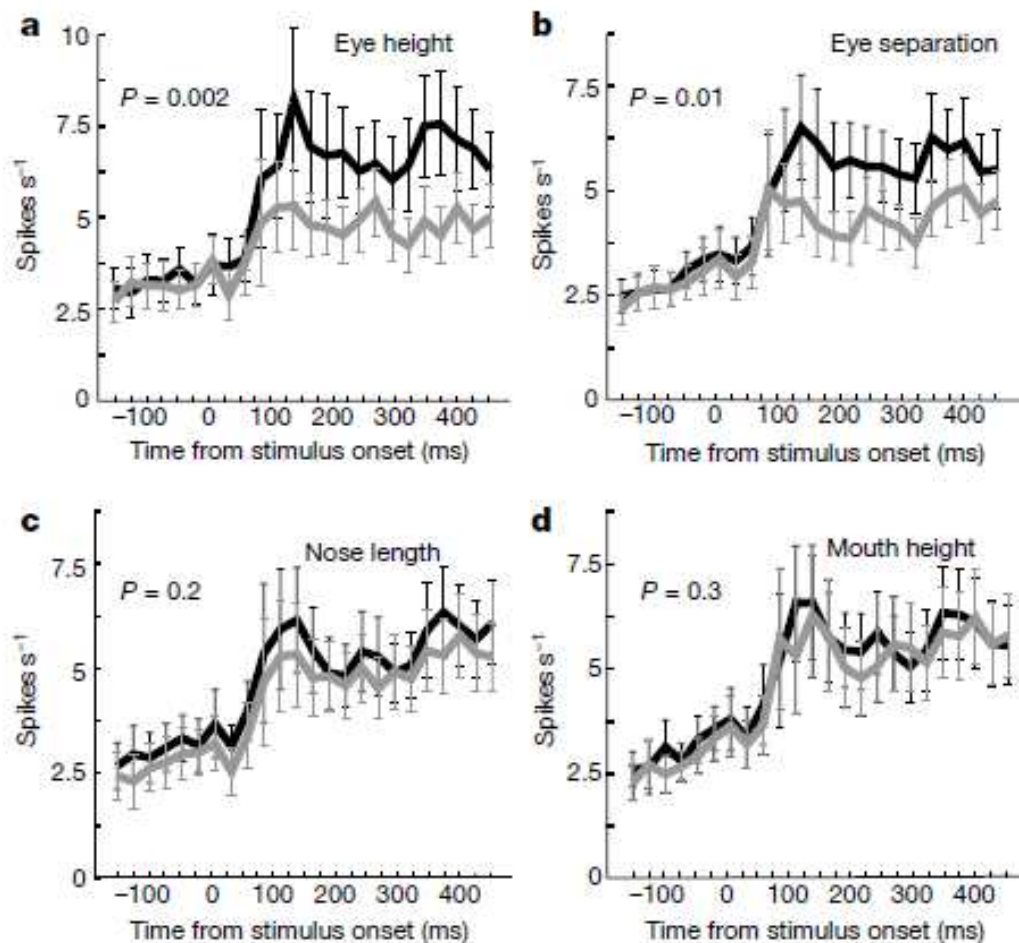 a
Eye height
P = 0.002
Spikes s⁻¹
10
7.5
5
2.5
0
−100 0 100 200 300 400
Time from stimulus onset (ms)
b
Eye separation
P = 0.01
Spikes s⁻¹
7.5
5
2.5
0
−100 0 100 200 300 400
Time from stimulus onset (ms)
c
Nose length
P = 0.2
Spikes s⁻¹
7.5
5
2.5
0
−100 0 100 200 300 400
Time from stimulus onset (ms)
d
Mouth height
P = 0.3
Spikes s⁻¹
7.5
5
2.5
0
−100 0 100 200 300 400
Time from stimulus onset (ms)